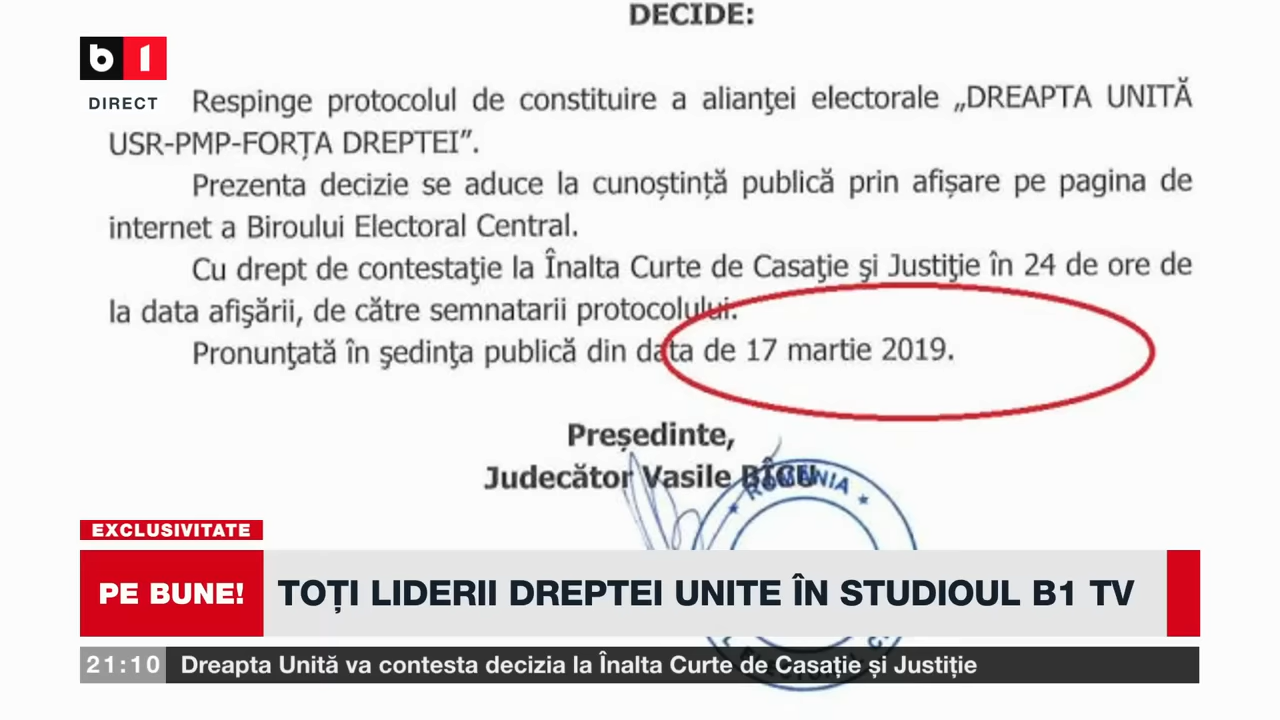 DECIDE:
b1
DIRECT
Respinge protocolul de constituire a alianţei electorale „DREAPTA UNITĂ
USR-PMP-FORȚA DREPTEI”.
Prezenta decizie se aduce la cunoștință publică prin afișare pe pagina de
internet a Biroului Electoral Central.
Cu drept de contestaţie la Înalta Curte de Casaţie şi Justiţie în 24 de ore de
la data afişării, de către semnatarii protocolului.
Pronunţată în şedinţa publică din data de 17 martie 2019.
Președinte,
Judecător Vasile BÎCU
ROMÂNIA
EXCLUSIVITATE
PE BUNE!
TOȚI LIDERII DREPTEI UNITE ÎN STUDIOUL B1 TV
21:10 Dreapta Unită va contesta decizia la Înalta Curte de Casație și Justiție